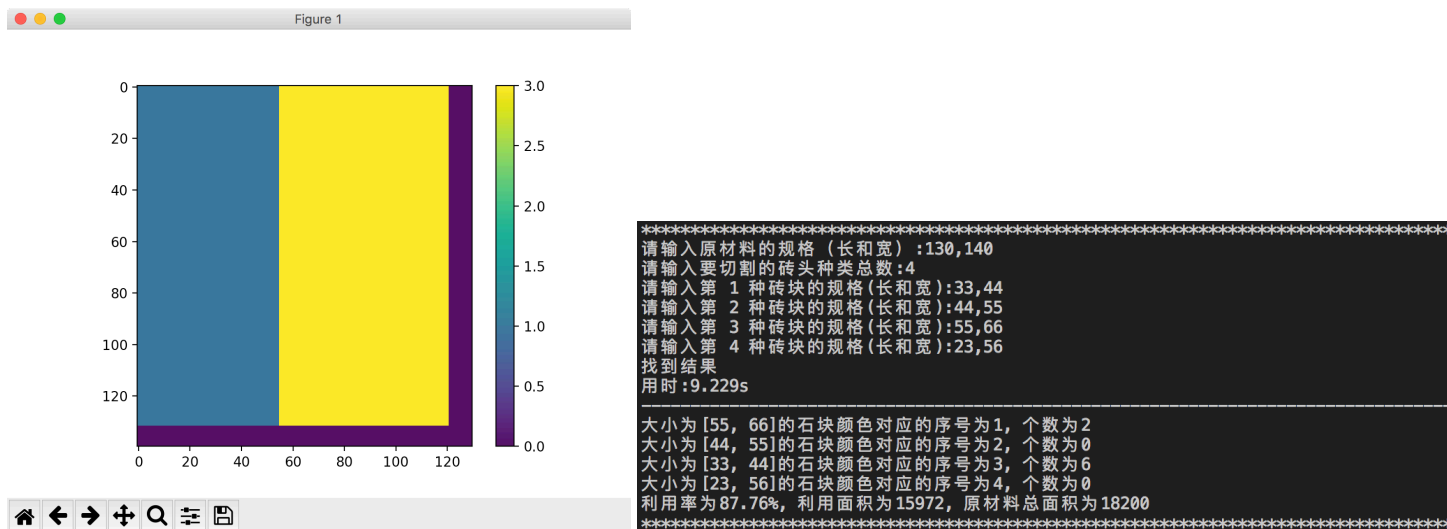 Figure 1
0
20
40
60
80
100
120
0
20
40
60
80
100
120
3.0
2.5
2.0
1.5
1.0
0.5
0.0
********************************************************************************
请输入原材料的规格 (长和宽) :130,140
请输入要切割的砖头种类总数:4
请输入第 1 种砖块的规格(长和宽):33,44
请输入第 2 种砖块的规格(长和宽):44,55
请输入第 3 种砖块的规格(长和宽):55,66
请输入第 4 种砖块的规格(长和宽):23,56
找到结果
用时:9.229s
--------------------------------------------------------------------------------
大小为[55, 66]的石块颜色对应的序号为1, 个数为2
大小为[44, 55]的石块颜色对应的序号为2, 个数为0
大小为[33, 44]的石块颜色对应的序号为3, 个数为6
大小为[23, 56]的石块颜色对应的序号为4, 个数为0
利用率为87.76%, 利用面积为15972, 原材料总面积为18200
********************************************************************************